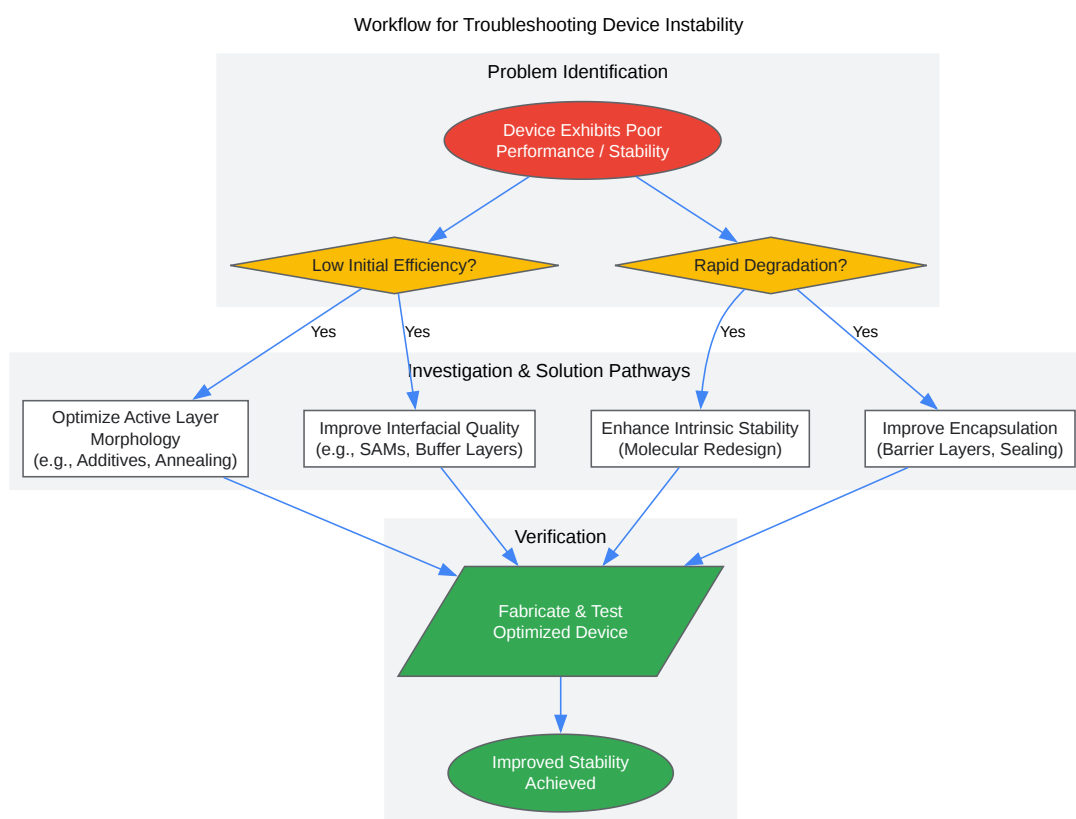 Workflow for Troubleshooting Device Instability
Problem Identification
Device Exhibits Poor
Performance / Stability
Low Initial Efficiency?
Rapid Degradation?
Yes
Yes
Yes
Yes
Investigation & Solution Pathways
Optimize Active Layer
Morphology
(e.g., Additives, Annealing)
Improve Interfacial Quality
(e.g., SAMs, Buffer Layers)
Enhance Intrinsic Stability
(Molecular Redesign)
Improve Encapsulation
(Barrier Layers, Sealing)
Verification
Fabricate & Test
Optimized Device
Improved Stability
Achieved